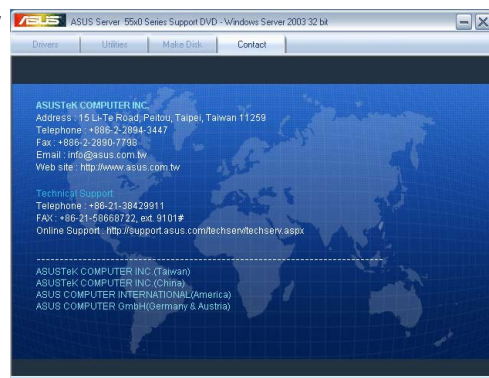 ASUS ASUS Server 55x0 Series Support DVD - Windows Server 2003 32 bit
Drivers Utilities Make Disk Contact
ASUSTeK COMPUTER INC.
Address : 15 Li-Te Road, Peitou, Taipei, Taiwan 11259
Telephone : +886-2-2894-3447
Fax : +886-2-2890-7798
Email : info@asus.com.tw
Web site : http://www.asus.com.tw
Technical Support
Telephone : +86-21-38429911
FAX : +86-21-58668722, ext. 9101#
Online Support : http://support.asus.com/techserv/techserv.aspx
ASUSTeK COMPUTER INC.(Taiwan)
ASUSTeK COMPUTER INC.(China)
ASUS COMPUTER INTERNATIONAL(America)
ASUS COMPUTER GmbH(Germany & Austria)